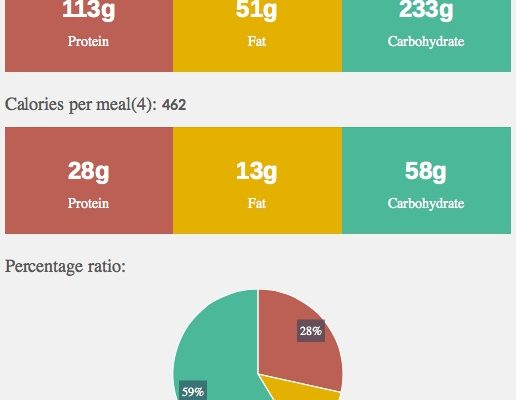 113g 51g 233g
Protein Fat Carbohydrate
Calories per meal(4): 462
28g 13g 58g
Protein Fat Carbohydrate
Percentage ratio:
28%
59%